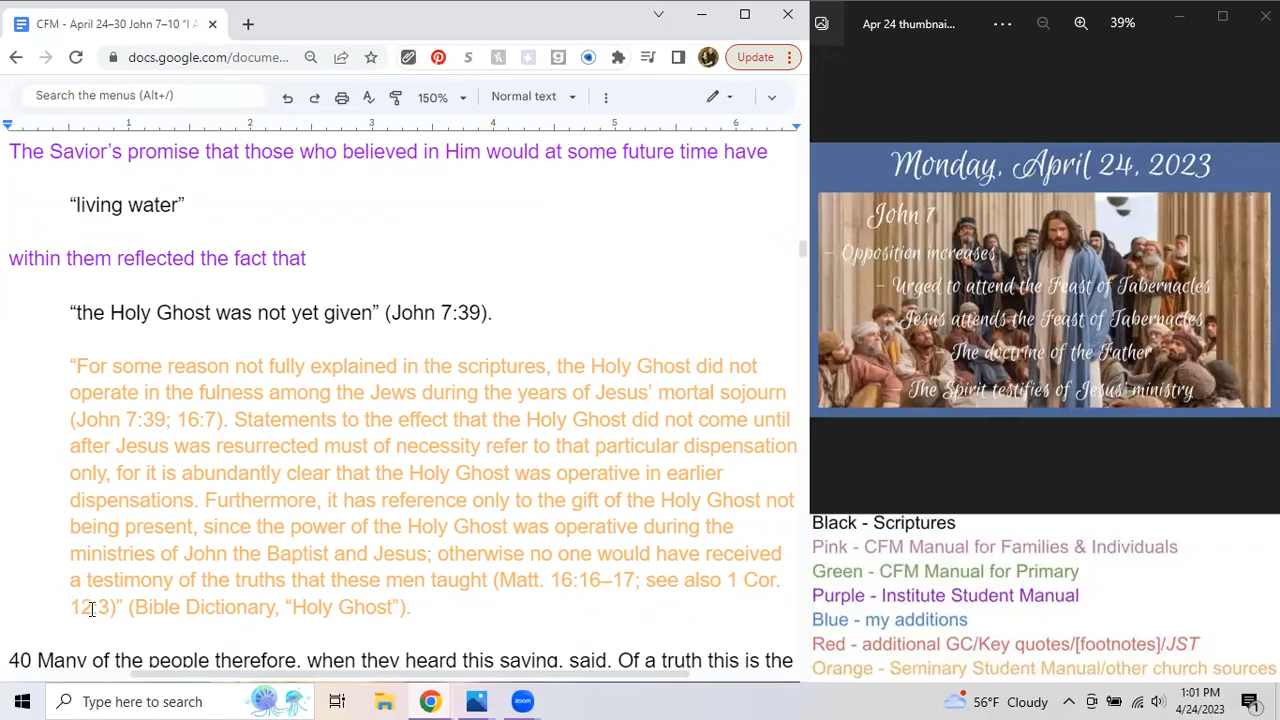 CFM - April 24–30 John 7–10 "I A
docs.google.com/docume...
Update
Search the menus (Alt+/)
150%
Normal text
1 2 3 4 5 6
The Savior's promise that those who believed in Him would at some future time have
“living water”
within them reflected the fact that
“the Holy Ghost was not yet given” (John 7:39).
“For some reason not fully explained in the scriptures, the Holy Ghost did not
operate in the fulness among the Jews during the years of Jesus’ mortal sojourn
(John 7:39; 16:7). Statements to the effect that the Holy Ghost did not come until
after Jesus was resurrected must of necessity refer to that particular dispensation
only, for it is abundantly clear that the Holy Ghost was operative in earlier
dispensations. Furthermore, it has reference only to the gift of the Holy Ghost not
being present, since the power of the Holy Ghost was operative during the
ministries of John the Baptist and Jesus; otherwise no one would have received
a testimony of the truths that these men taught (Matt. 16:16–17; see also 1 Cor.
12:3)” (Bible Dictionary, “Holy Ghost”).
40 Many of the people therefore, when they heard this saying, said, Of a truth this is the
Apr 24 thumbnai...
39%
Monday, April 24, 2023
John 7
- Opposition increases
- Urged to attend the Feast of Tabernacles
- Jesus attends the Feast of Tabernacles
- The doctrine of the Father
- The Spirit testifies of Jesus' ministry
Black - Scriptures
Pink - CFM Manual for Families & Individuals
Green - CFM Manual for Primary
Purple - Institute Student Manual
Blue - my additions
Red - additional GC/Key quotes/[footnotes]/JST
Orange - Seminary Student Manual/other church sources
Type here to search
zoom
56°F Cloudy
1:01 PM
4/24/2023
1